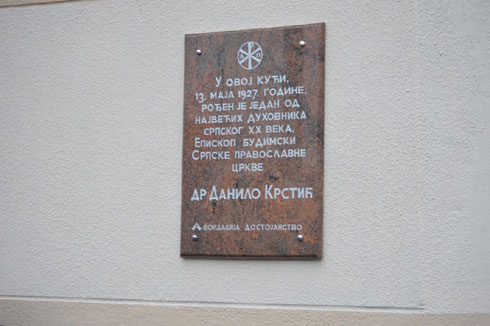 У овој кући,
13. маја 1927. године,
рођен је један од
највећих духовника
српског XX века,
Епископ будимски
Српске православне
цркве
др Данило Крстић
Фондација Достојанство